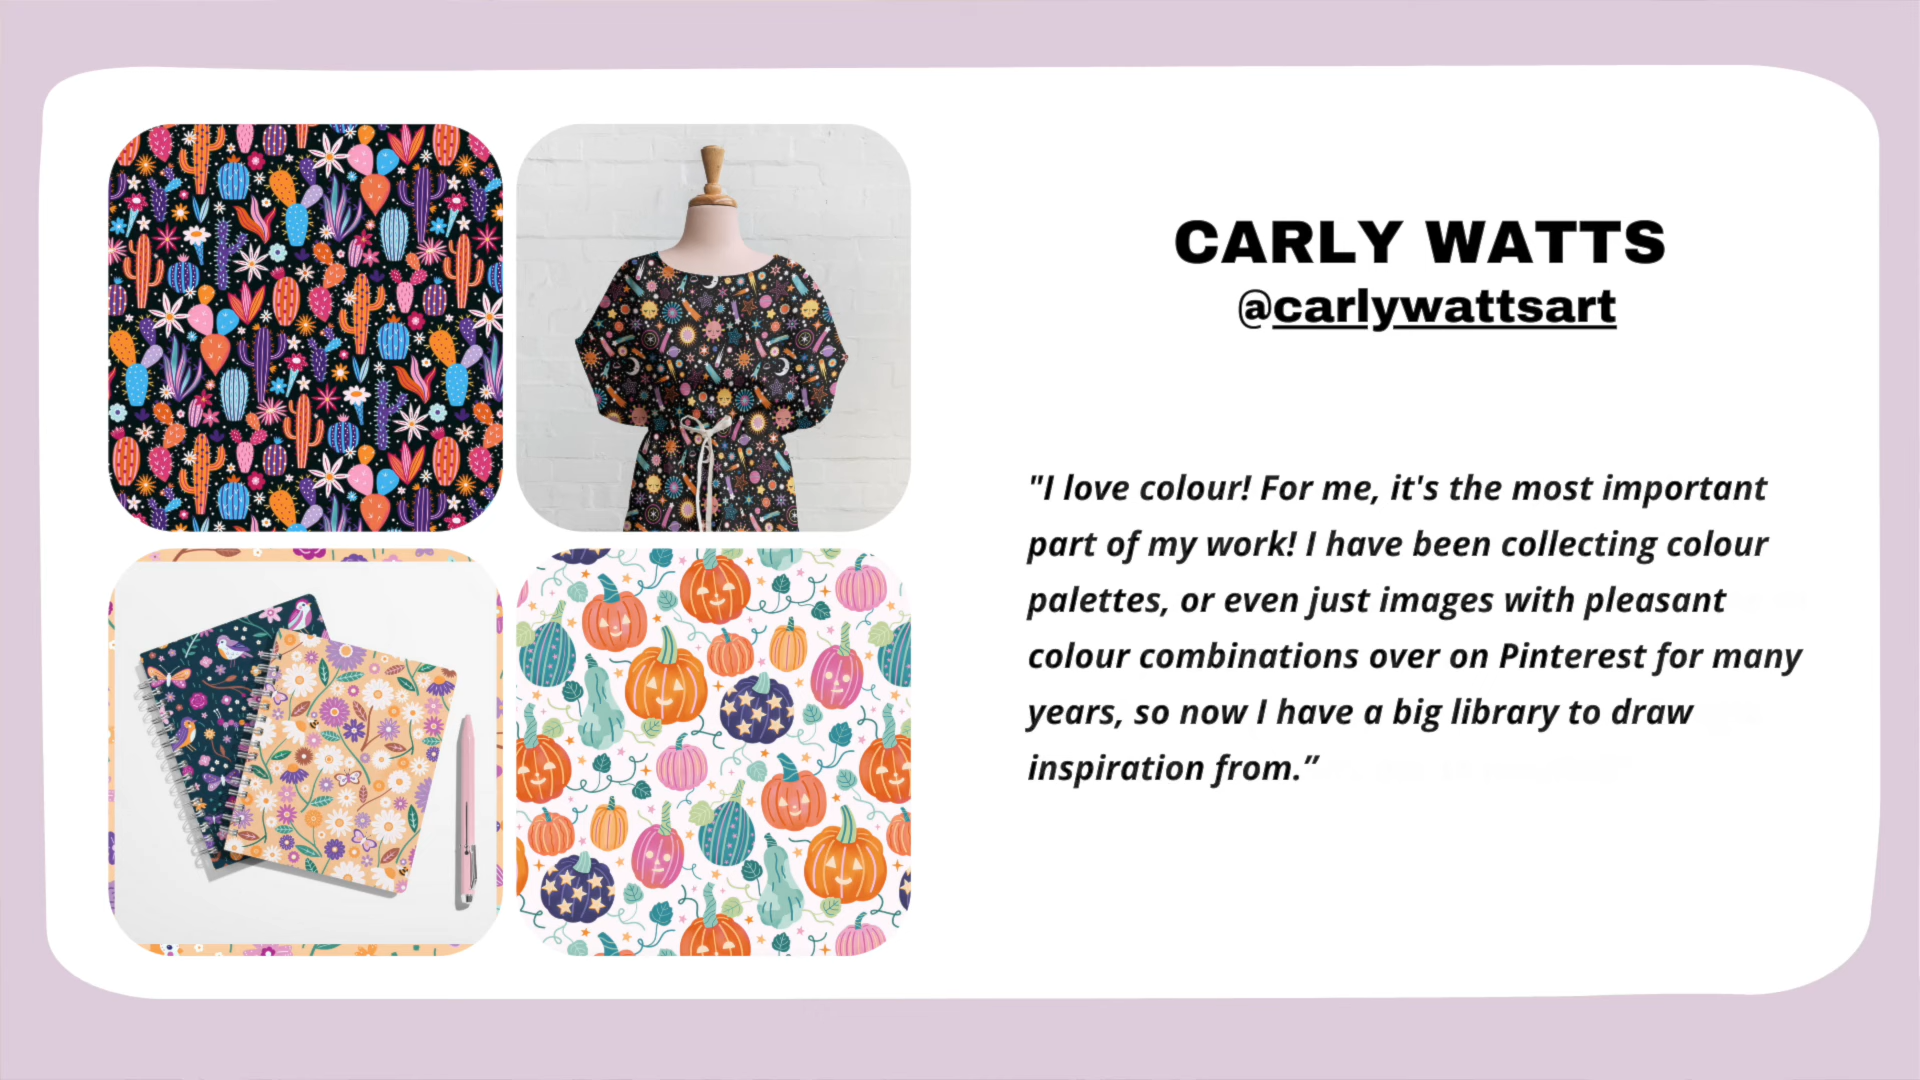 CARLY WATTS
@carlywattsart
"I love colour! For me, it's the most important
part of my work! I have been collecting colour
palettes, or even just images with pleasant
colour combinations over on Pinterest for many
years, so now I have a big library to draw
inspiration from.”